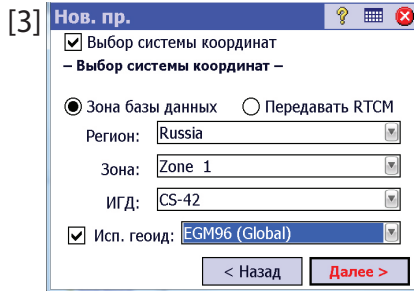 [3]
Нов. пр.
Выбор системы координат
– Выбор системы координат –
Зона базы данных Передавать RTCM
Регион: Russia
Зона: Zone 1
ИГД: CS-42
Исп. геоид: EGM96 (Global)
< Назад Далее >